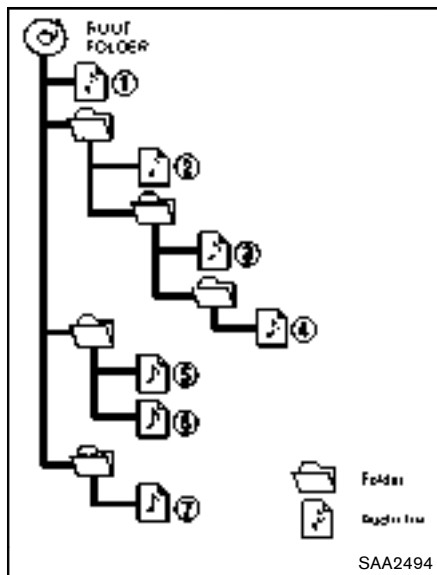 ROOT
FOLDER
①
②
③
④
⑤
⑥
⑦
Folder
SAA2494